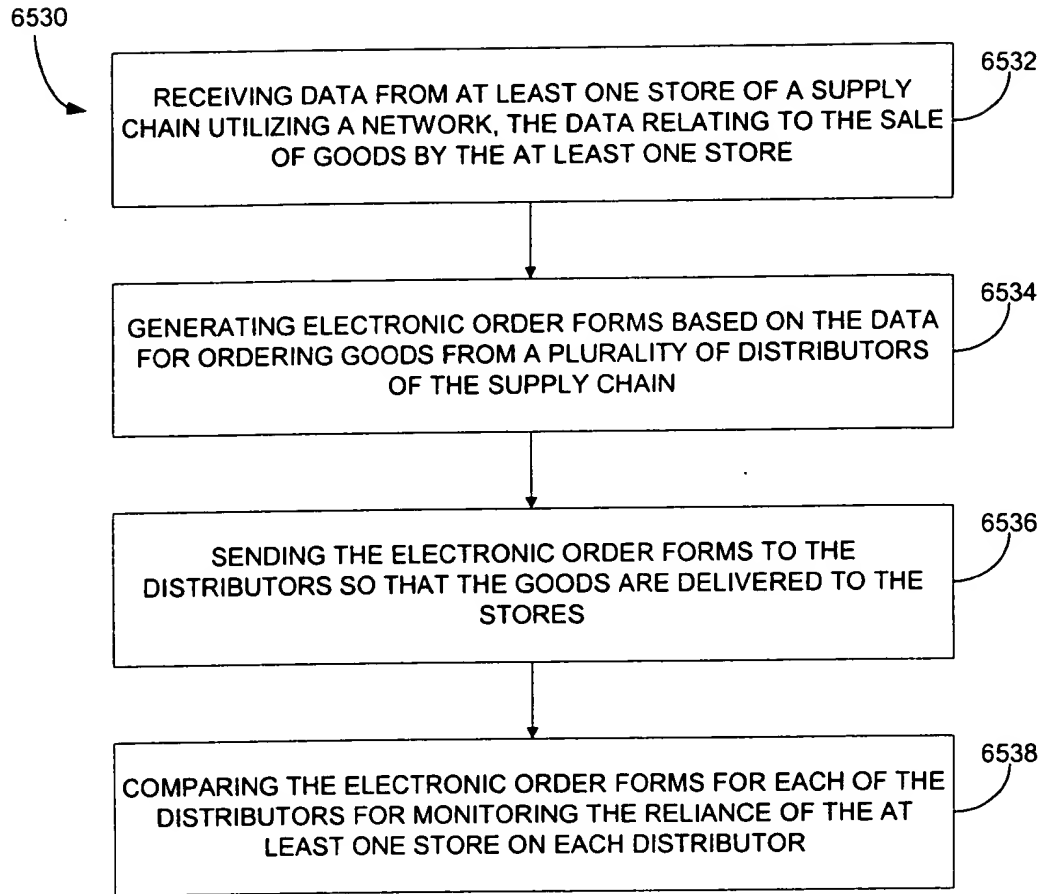 6530
RECEIVING DATA FROM AT LEAST ONE STORE OF A SUPPLY
CHAIN UTILIZING A NETWORK, THE DATA RELATING TO THE SALE
OF GOODS BY THE AT LEAST ONE STORE
6532
GENERATING ELECTRONIC ORDER FORMS BASED ON THE DATA
FOR ORDERING GOODS FROM A PLURALITY OF DISTRIBUTORS
OF THE SUPPLY CHAIN
6534
SENDING THE ELECTRONIC ORDER FORMS TO THE
DISTRIBUTORS SO THAT THE GOODS ARE DELIVERED TO THE
STORES
6536
COMPARING THE ELECTRONIC ORDER FORMS FOR EACH OF THE
DISTRIBUTORS FOR MONITORING THE RELIANCE OF THE AT
LEAST ONE STORE ON EACH DISTRIBUTOR
6538